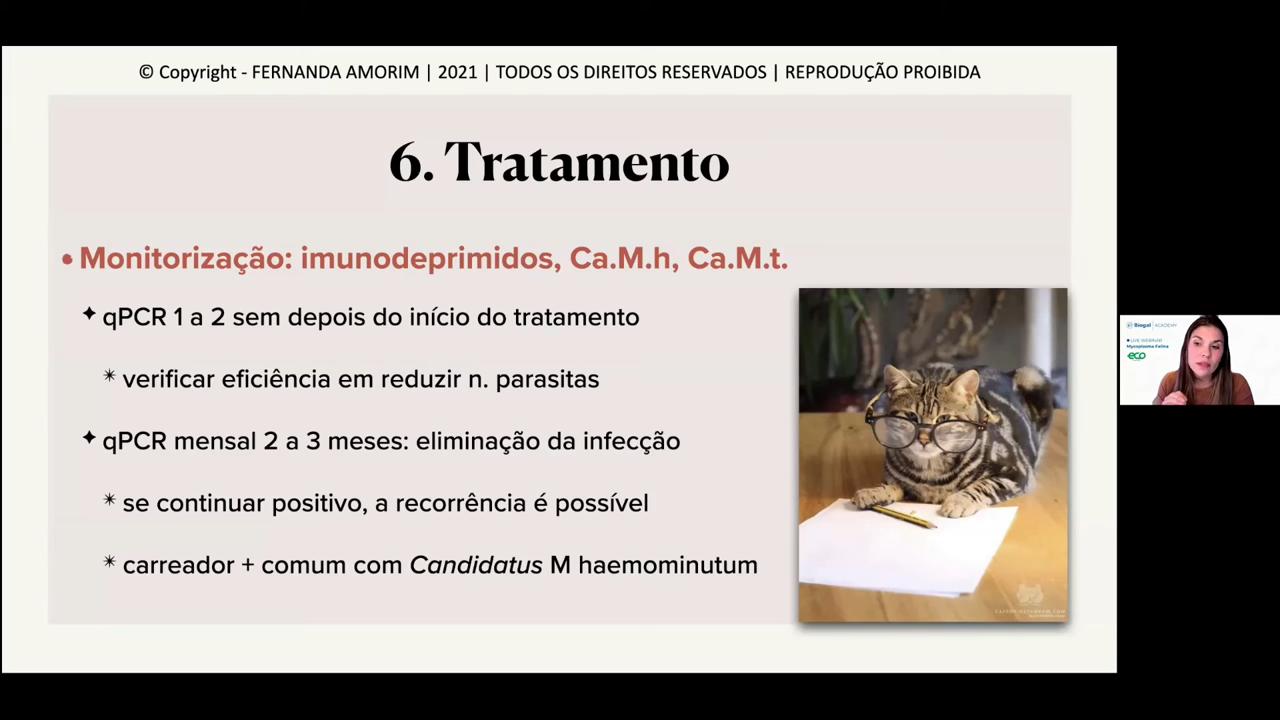 © Copyright - FERNANDA AMORIM | 2021 | TODOS OS DIREITOS RESERVADOS | REPRODUÇÃO PROIBIDA
6. Tratamento
• Monitorização: imunodeprimidos, Ca.M.h, Ca.M.t.
✦ qPCR 1 a 2 sem depois do início do tratamento
✴ verificar eficiência em reduzir n. parasitas
✦ qPCR mensal 2 a 3 meses: eliminação da infecção
✴ se continuar positivo, a recorrência é possível
✴ carreador + comum com Candidatus M haemominutum
Biogal | ACADEMY
LIVE WEBINAR
Mycoplasma Felina
eco